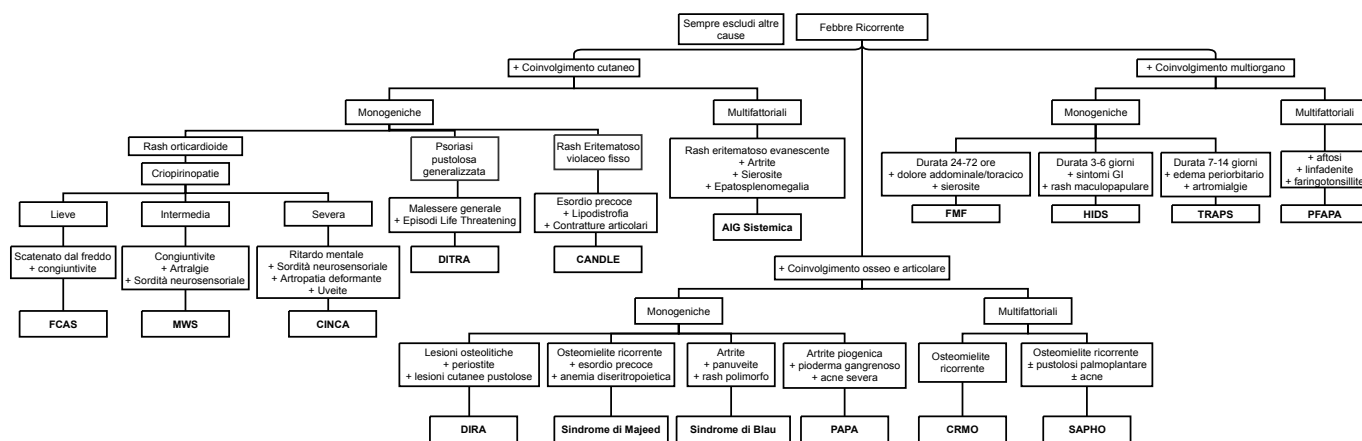 Sempre escludi altre
cause
Febbre Ricorrente
+ Coinvolgimento cutaneo
+ Coinvolgimento multiorgano
Monogeniche
Multifattoriali
Monogeniche
Multifattoriali
Rash orticardioide
Psoriasi
pustolosa
generalizzata
Rash Eritematoso
violaceo fisso
Rash eritematoso evanescente
+ Artrite
+ Sierosite
+ Epatosplenomegalia
Durata 24-72 ore
+ dolore addominale/toracico
+ sierosite
Durata 3-6 giorni
+ sintomi GI
+ rash maculopapulare
Durata 7-14 giorni
+ edema periorbitario
+ artromialgie
+ aftosi
+ linfadenite
+ faringotonsillite
Criopirinopatie
Lieve
Intermedia
Severa
Malessere generale
+ Episodi Life Threatening
Esordio precoce
+ Lipodistrofia
+ Contratture articolari
AIG Sistemica
FMF
HIDS
TRAPS
PFAPA
Scatenato dal freddo
+ congiuntivite
Congiuntivite
+ Artralgie
+ Sordità neurosensoriale
Ritardo mentale
+ Sordità neurosensoriale
+ Artropatia deformante
+ Uveite
DITRA
CANDLE
FCAS
MWS
CINCA
+ Coinvolgimento osseo e articolare
Monogeniche
Multifattoriali
Lesioni osteolitiche
+ periostite
+ lesioni cutanee pustolose
Osteomielite ricorrente
+ esordio precoce
+ anemia diseritropoietica
Artrite
+ panuveite
+ rash polimorfo
Artrite piogenica
+ pioderma gangrenoso
+ acne severa
Osteomielite
ricorrente
Osteomielite ricorrente
± pustolosi palmoplantare
± acne
DIRA
Sindrome di Majeed
Sindrome di Blau
PAPA
CRMO
SAPHO